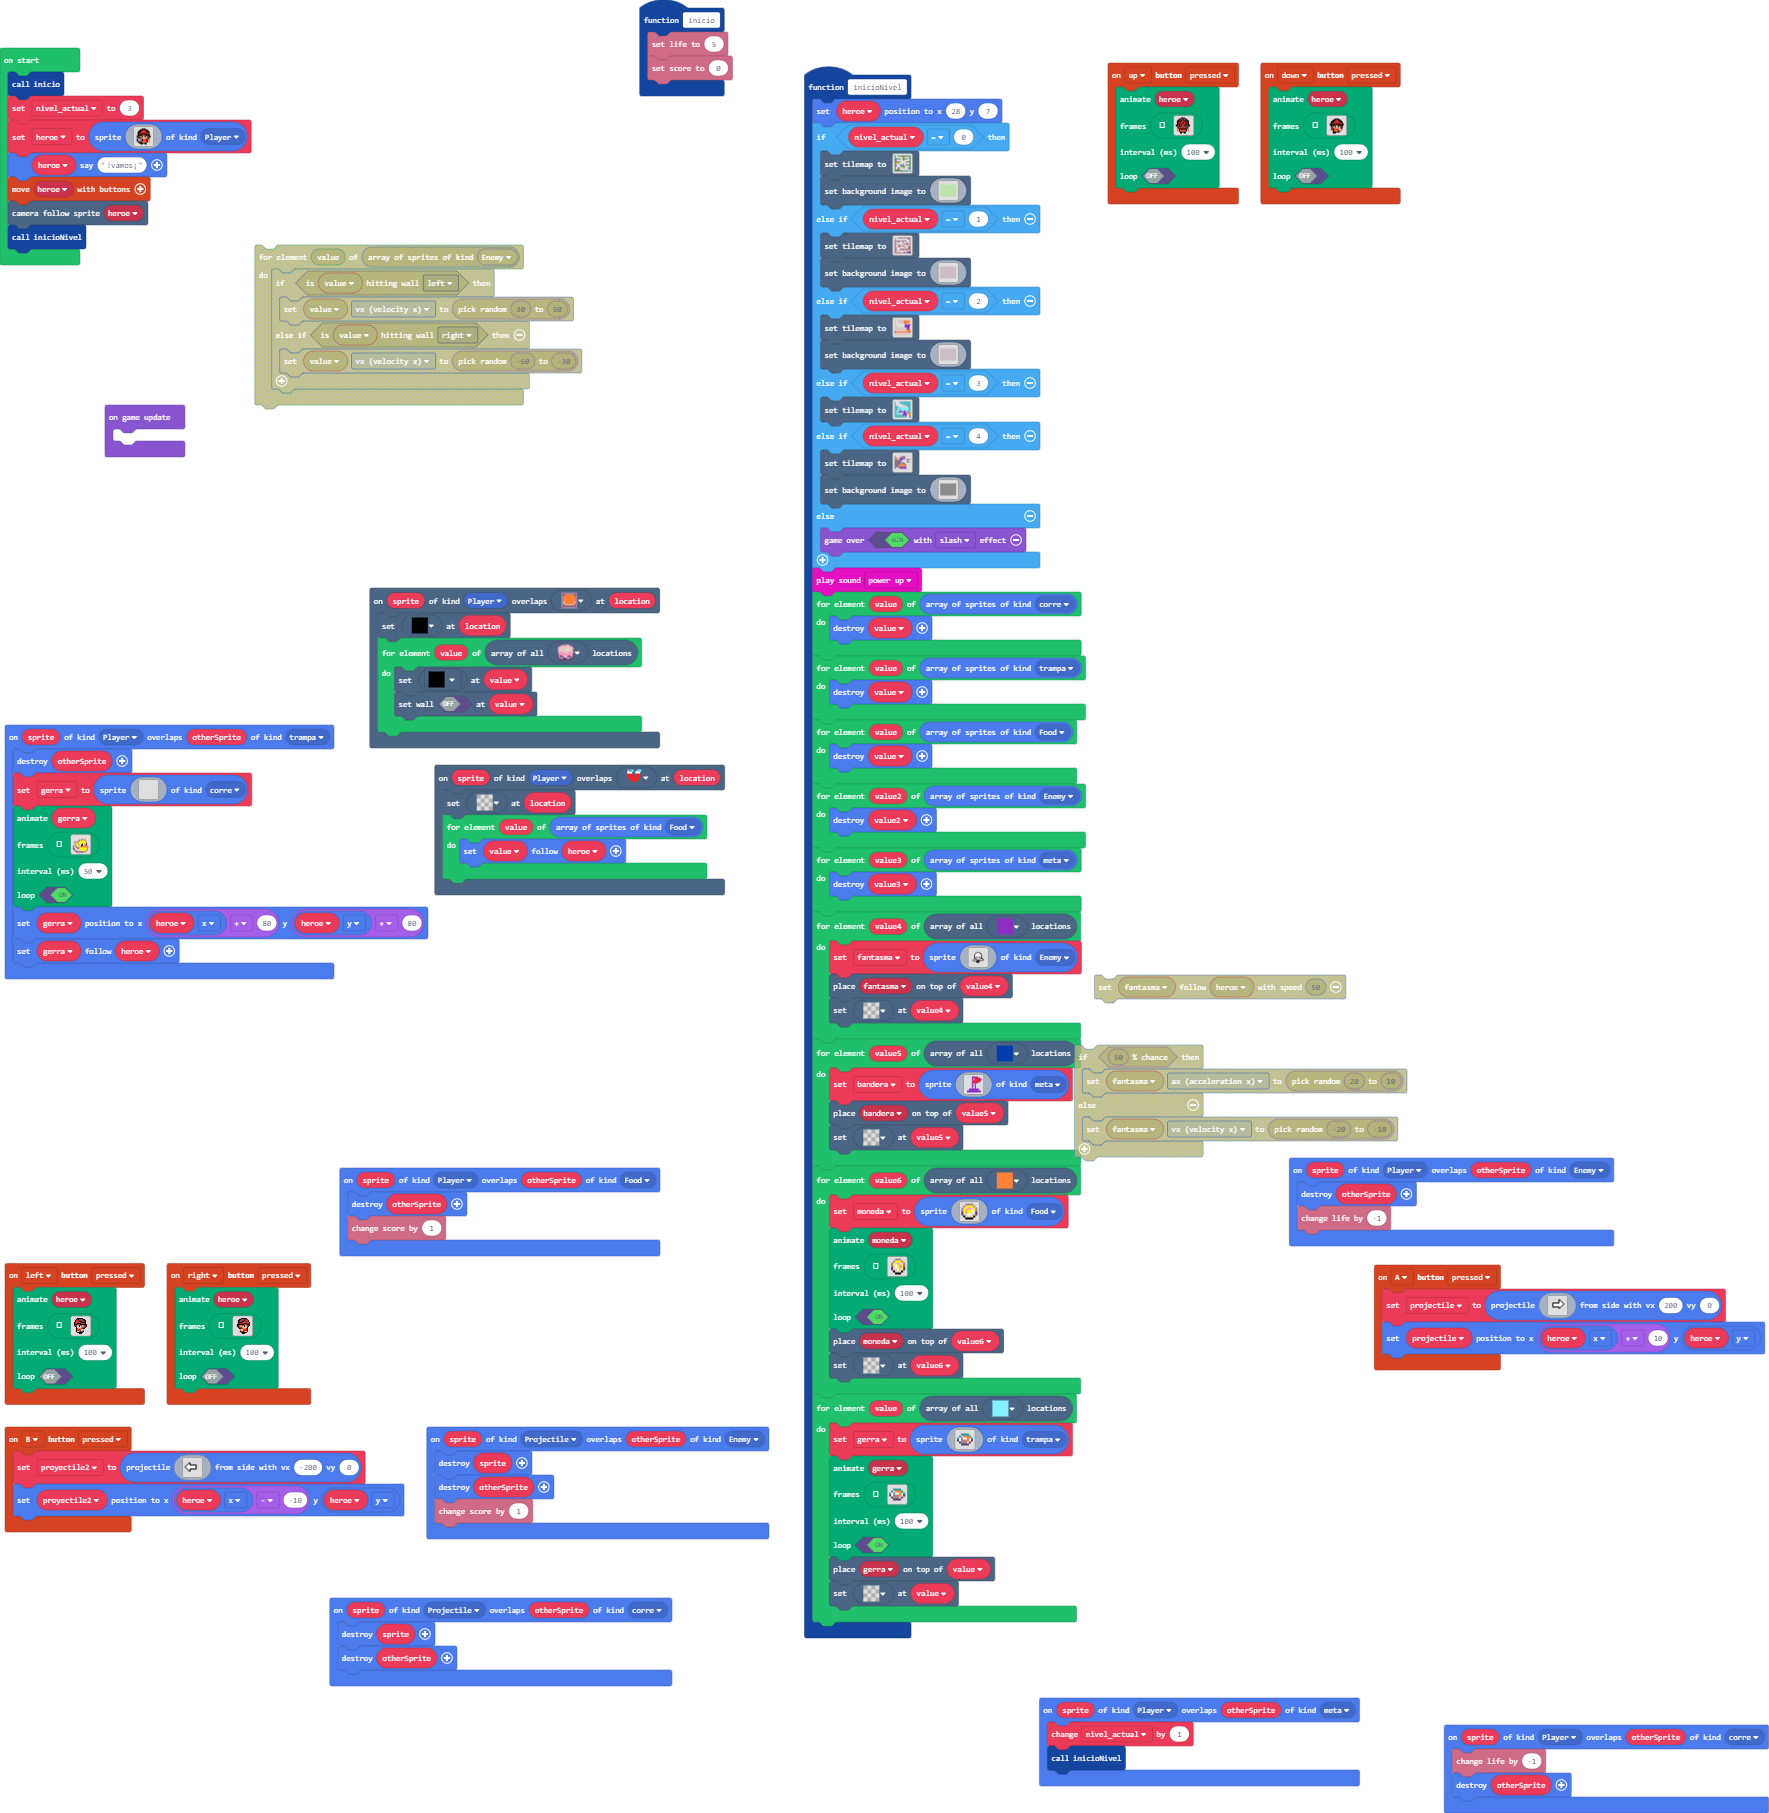 function inicio
set life to 5
set score to 0
on start
call inicio
set nivel_actual to 3
set heroe to sprite of kind Player
heroe say "!vamos¡"
move heroe with buttons
camera follow sprite heroe
call inicioNivel
for element value of array of sprites of kind Enemy
do
if is value hitting wall left then
set value vx (velocity x) to pick random 30 to 60
else if is value hitting wall right then
set value vx (velocity x) to pick random -60 to -30
on game update
function inicioNivel
set heroe position to x 28 y 7
if nivel_actual = 0 then
set tilemap to
set background image to
else if nivel_actual = 1 then
set tilemap to
set background image to
else if nivel_actual = 2 then
set tilemap to
set background image to
else if nivel_actual = 3 then
set tilemap to
else if nivel_actual = 4 then
set tilemap to
set background image to
else
game over WIN with slash effect
play sound power up
for element value of array of sprites of kind corre
do
destroy value
for element value of array of sprites of kind trampa
do
destroy value
for element value of array of sprites of kind Food
do
destroy value
for element value2 of array of sprites of kind Enemy
do
destroy value2
for element value3 of array of sprites of kind meta
do
destroy value3
for element value4 of array of all locations
do
set fantasma to sprite of kind Enemy
place fantasma on top of value4
set at value4
for element value5 of array of all locations
do
set bandera to sprite of kind meta
place bandera on top of value5
set at value5
for element value6 of array of all locations
do
set moneda to sprite of kind Food
animate moneda
frames
interval (ms) 100
loop ON
place moneda on top of value6
set at value6
for element value of array of all locations
do
set gerra to sprite of kind trampa
animate gerra
frames
interval (ms) 100
loop ON
place gerra on top of value
set at value
on up button pressed
animate heroe
frames
interval (ms) 100
loop OFF
on down button pressed
animate heroe
frames
interval (ms) 100
loop OFF
on sprite of kind Player overlaps at location
set at location
for element value of array of all locations
do
set at value
set wall OFF at value
on sprite of kind Player overlaps otherSprite of kind trampa
destroy otherSprite
set gerra to sprite of kind corre
animate gerra
frames
interval (ms) 50
loop ON
set gerra position to x heroe x + 80 y heroe y + 80
set gerra follow heroe
on sprite of kind Player overlaps at location
set at location
for element value of array of sprites of kind Food
do
set value follow heroe
set fantasma follow heroe with speed 50
if 50 % chance then
set fantasma ax (acceleration x) to pick random 20 to 10
else
set fantasma vx (velocity x) to pick random -20 to -10
on sprite of kind Player overlaps otherSprite of kind Food
destroy otherSprite
change score by 1
on sprite of kind Player overlaps otherSprite of kind Enemy
destroy otherSprite
change life by -1
on left button pressed
animate heroe
frames
interval (ms) 100
loop OFF
on right button pressed
animate heroe
frames
interval (ms) 100
loop OFF
on A button pressed
set projectile to projectile from side with vx 200 vy 0
set projectile position to x heroe x + 10 y heroe y
on B button pressed
set proyectile2 to projectile from side with vx -200 vy 0
set proyectile2 position to x heroe x - -10 y heroe y
on sprite of kind Projectile overlaps otherSprite of kind Enemy
destroy sprite
destroy otherSprite
change score by 1
on sprite of kind Projectile overlaps otherSprite of kind corre
destroy sprite
destroy otherSprite
on sprite of kind Player overlaps otherSprite of kind meta
change nivel_actual by 1
call inicioNivel
on sprite of kind Player overlaps otherSprite of kind corre
change life by -1
destroy otherSprite